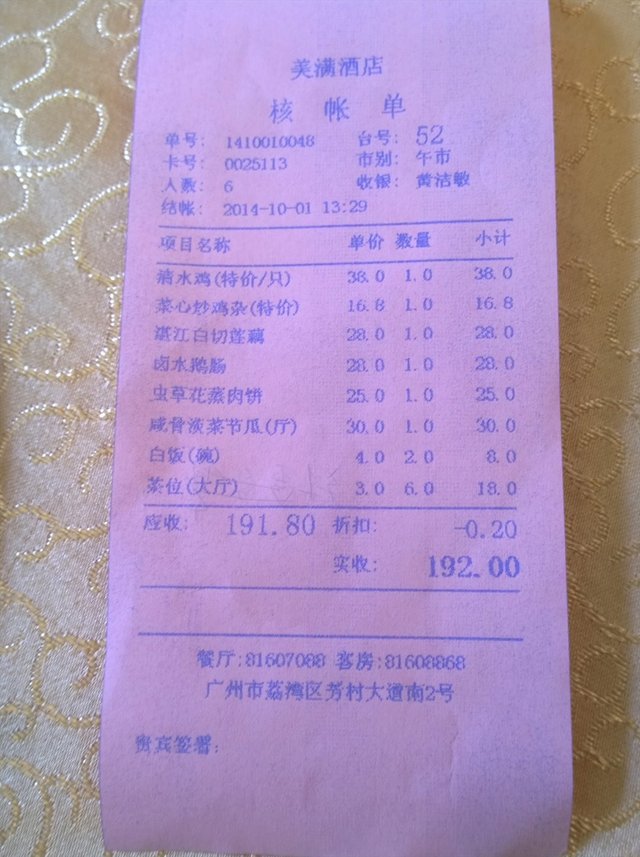 美满酒店
核 帐 单
单号: 1410010048 台号: 52
卡号: 0025113 市别: 午市
人数: 6 收银: 黄洁敏
结帐: 2014-10-01 13:29
项目名称 单价 数量 小计
清水鸡(特价/只) 38.0 1.0 38.0
菜心炒鸡杂(特价) 16.8 1.0 16.8
湛江白切莲藕 28.0 1.0 28.0
卤水鹅肠 28.0 1.0 28.0
虫草花蒸肉饼 25.0 1.0 25.0
咸骨淡菜节瓜(厅) 30.0 1.0 30.0
白饭(碗) 4.0 2.0 8.0
茶位(大厅) 3.0 6.0 18.0
应收: 191.80 折扣: -0.20
实收: 192.00
餐厅:81607088 客房:81608868
广州市荔湾区芳村大道南2号
贵宾签署: